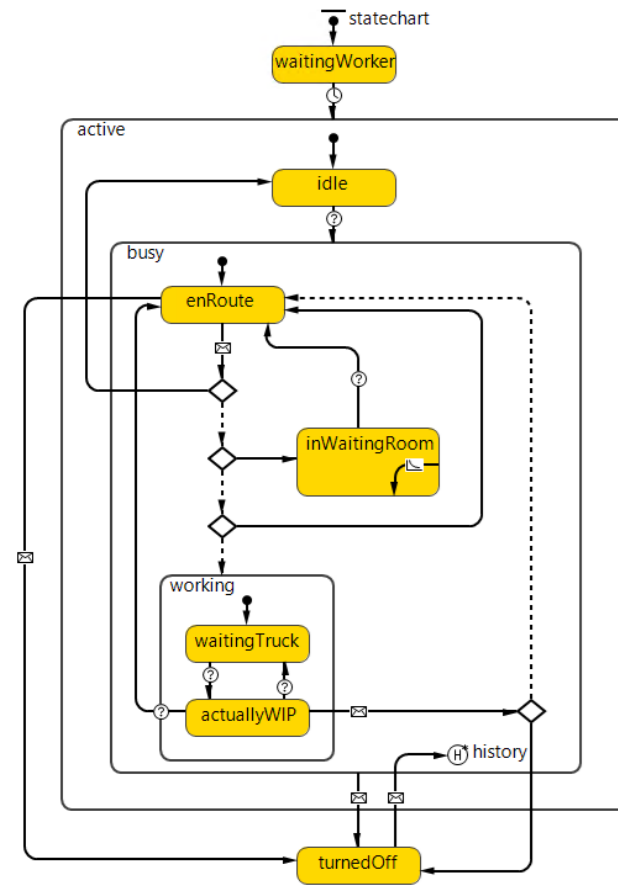 statechart
waitingWorker
active
idle
busy
enRoute
inWaitingRoom
working
waitingTruck
actuallyWIP
H* history
turnedOff